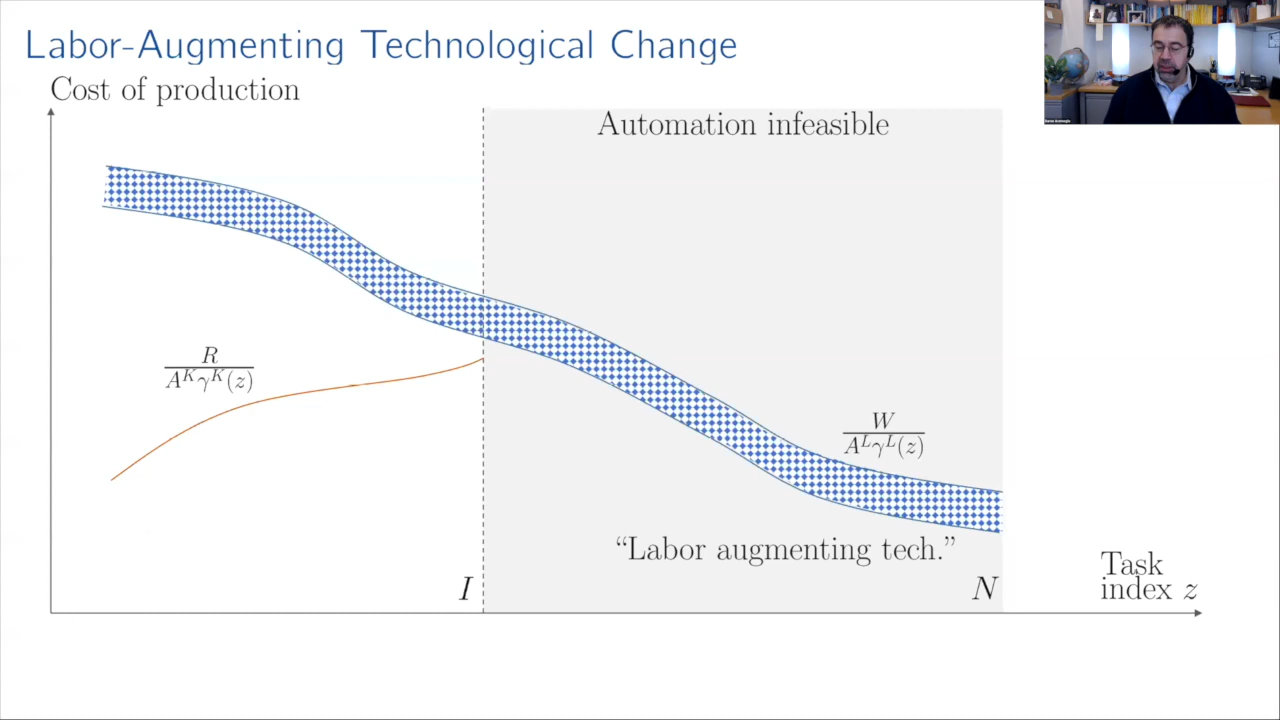 Labor-Augmenting Technological Change
Cost of production
Automation infeasible
R
A^K γ^K(z)
W
A^L γ^L(z)
“Labor augmenting tech.”
I
N
Task
index z